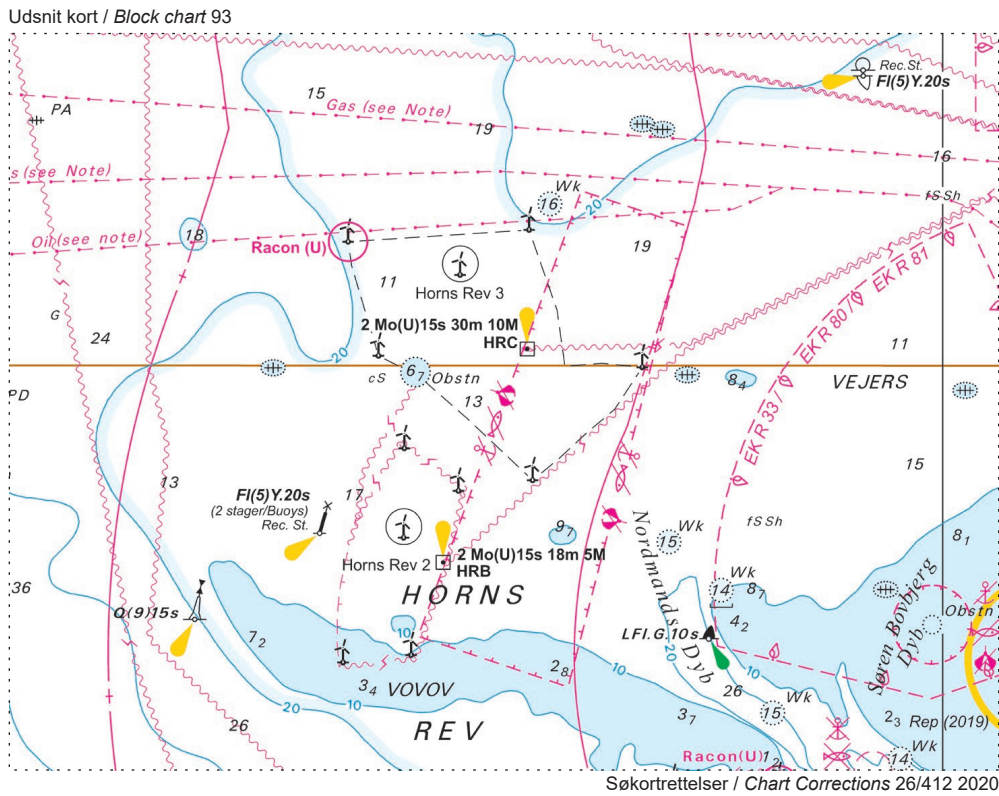 Udsnit kort / Block chart 93
Rec. St.
Fl(5)Y.20s
PA
15
Gas (see Note)
19
16
s (see Note)
Wk
16
20
fSSh
18
Oil (see note)
Racon (U)
19
11
Horns Rev 3
EK R 33 / EK R 80 / EK R 81
G
24
2 Mo(U)15s 30m 10M
HRC
11
20
67
Obstn
cS
84
VEJERS
PD
13
15
13
17
Fl(5)Y.20s
(2 stager/Buoys)
Rec. St.
fSSh
97
Wk
15
81
Horns Rev 2
2 Mo(U)15s 18m 5M
HRB
Nordmands Dyb
Wk
14
87
36
HORNS
Søren Bovbjerg
Dyb
Q(9)15s
10
42
Obstn
72
LFl.G.10s
28
10
20
10
34
VOVOV
26
20
10
Wk
15
37
23
Rep (2019)
26
REV
Racon(U)
12
Wk
14
Søkortrettelser / Chart Corrections 26/412 2020